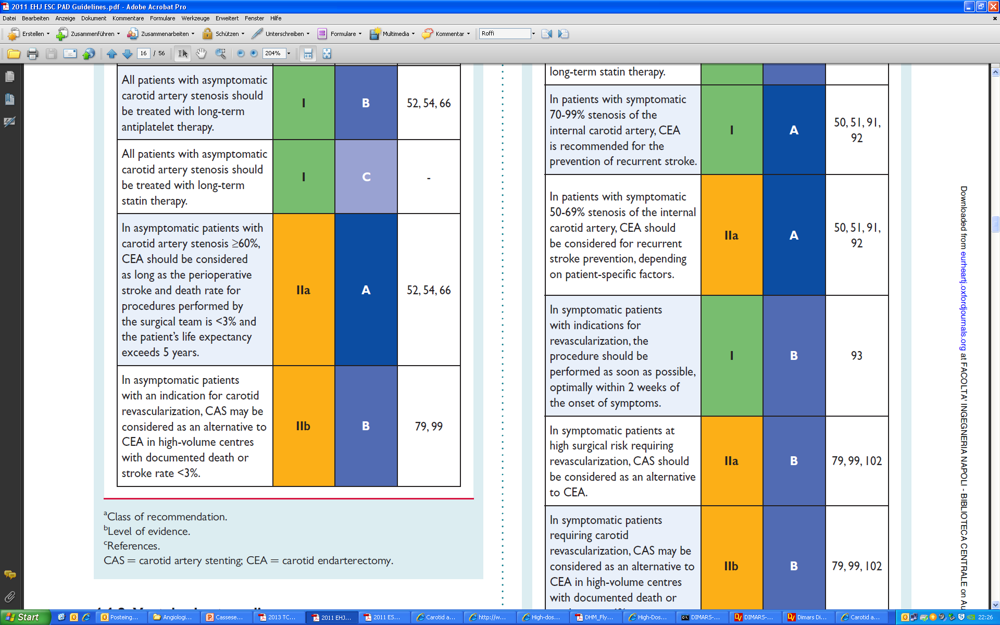 2011 EHJ ESC PAD Guidelines.pdf - Adobe Acrobat Pro
Datei Bearbeiten Anzeige Dokument Kommentare Formulare Werkzeuge Erweitert Fenster Hilfe
Erstellen Zusammenführen Zusammenarbeiten Schützen Unterschreiben Formulare Multimedia Kommentar Roffi
16 / 56 204%
All patients with asymptomatic
carotid artery stenosis should
be treated with long-term
antiplatelet therapy.
I
B
52, 54, 66
All patients with asymptomatic
carotid artery stenosis should
be treated with long-term
statin therapy.
I
C
-
In asymptomatic patients with
carotid artery stenosis ≥60%,
CEA should be considered
as long as the perioperative
stroke and death rate for
procedures performed by
the surgical team is <3% and
the patient's life expectancy
exceeds 5 years.
IIa
A
52, 54, 66
In asymptomatic patients
with an indication for carotid
revascularization, CAS may be
considered as an alternative to
CEA in high-volume centres
with documented death or
stroke rate <3%.
IIb
B
79, 99
aClass of recommendation.
bLevel of evidence.
cReferences.
CAS = carotid artery stenting; CEA = carotid endarterectomy.
long-term statin therapy.
In patients with symptomatic
70-99% stenosis of the
internal carotid artery, CEA
is recommended for the
prevention of recurrent stroke.
I
A
50, 51, 91,
92
In patients with symptomatic
50-69% stenosis of the internal
carotid artery, CEA should
be considered for recurrent
stroke prevention, depending
on patient-specific factors.
IIa
A
50, 51, 91,
92
In symptomatic patients
with indications for
revascularization, the
procedure should be
performed as soon as possible,
optimally within 2 weeks of
the onset of symptoms.
I
B
93
In symptomatic patients at
high surgical risk requiring
revascularization, CAS should
be considered as an alternative
to CEA.
IIa
B
79, 99, 102
In symptomatic patients
requiring carotid
revascularization, CAS may be
considered as an alternative to
CEA in high-volume centres
with documented death or
IIb
B
79, 99, 102
Downloaded from eurheartj.oxfordjournals.org at FACOLTA' INGEGNERIA NAPOLI - BIBLIOTECA CENTRALE on Au
Start Posteing... Angiologi... Cassese... 2013 TC... 2011 EHJ... 2011 ES... Carotid a... http://w... High-dos... DHM_Fly... High-Dos... DIMARS-... DIMARS-... Dimars Di... Carotid a... 22:26